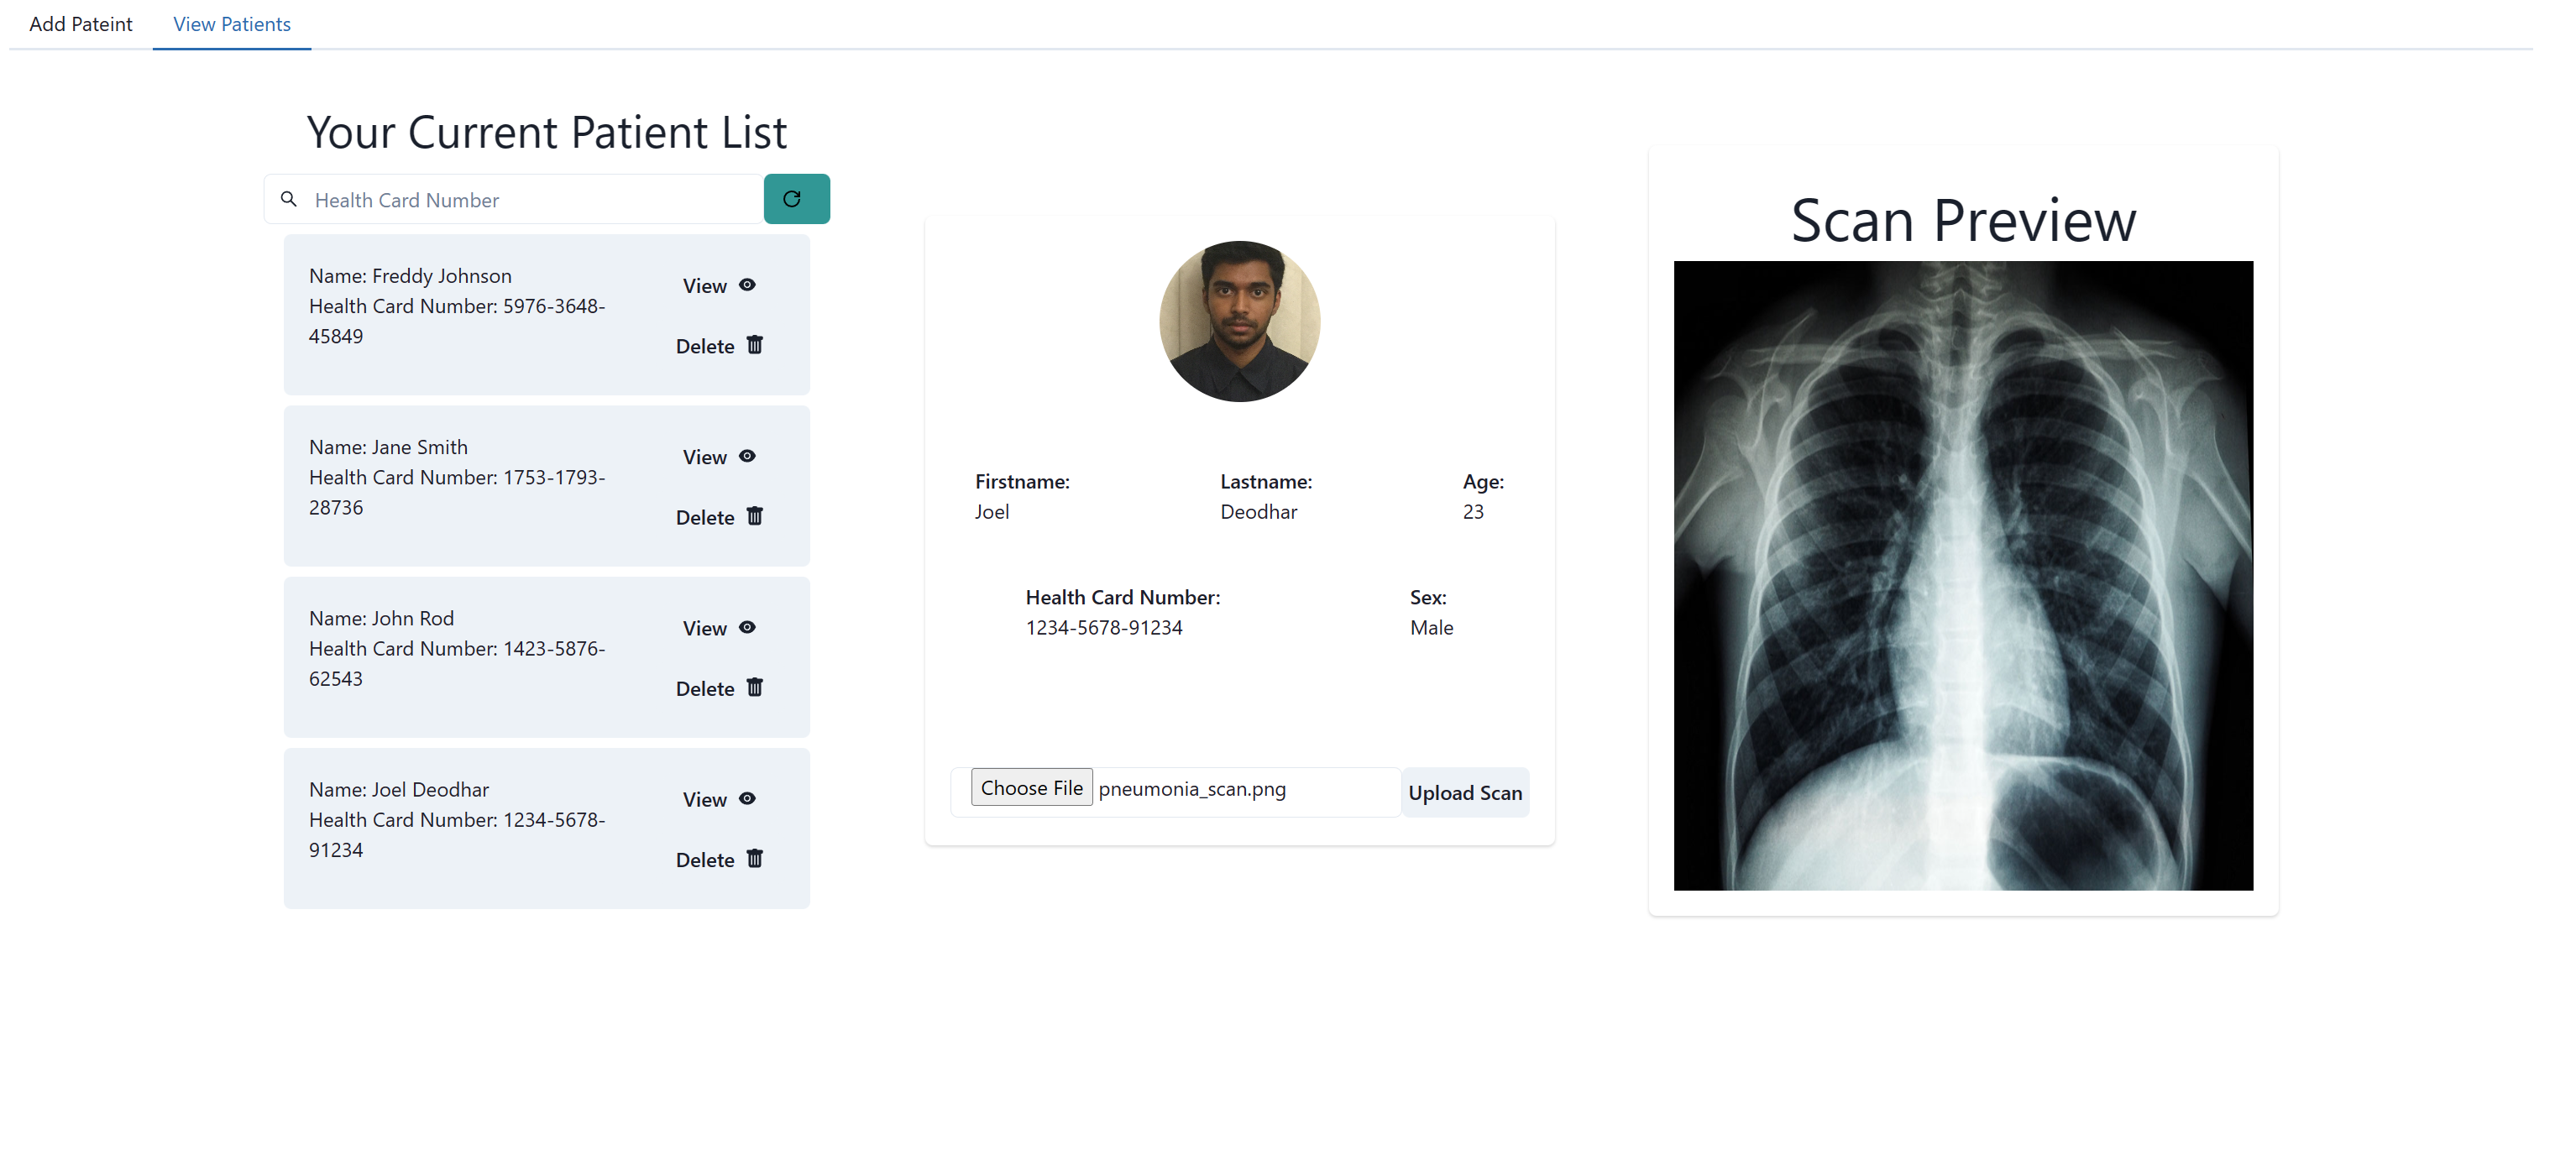 Add Pateint
View Patients
Your Current Patient List
Health Card Number
Name: Freddy Johnson
Health Card Number: 5976-3648-
45849
View
Delete
Name: Jane Smith
Health Card Number: 1753-1793-
28736
View
Delete
Name: John Rod
Health Card Number: 1423-5876-
62543
View
Delete
Name: Joel Deodhar
Health Card Number: 1234-5678-
91234
View
Delete
Firstname:
Joel
Lastname:
Deodhar
Age:
23
Health Card Number:
1234-5678-91234
Sex:
Male
Choose File pneumonia_scan.png
Upload Scan
Scan Preview